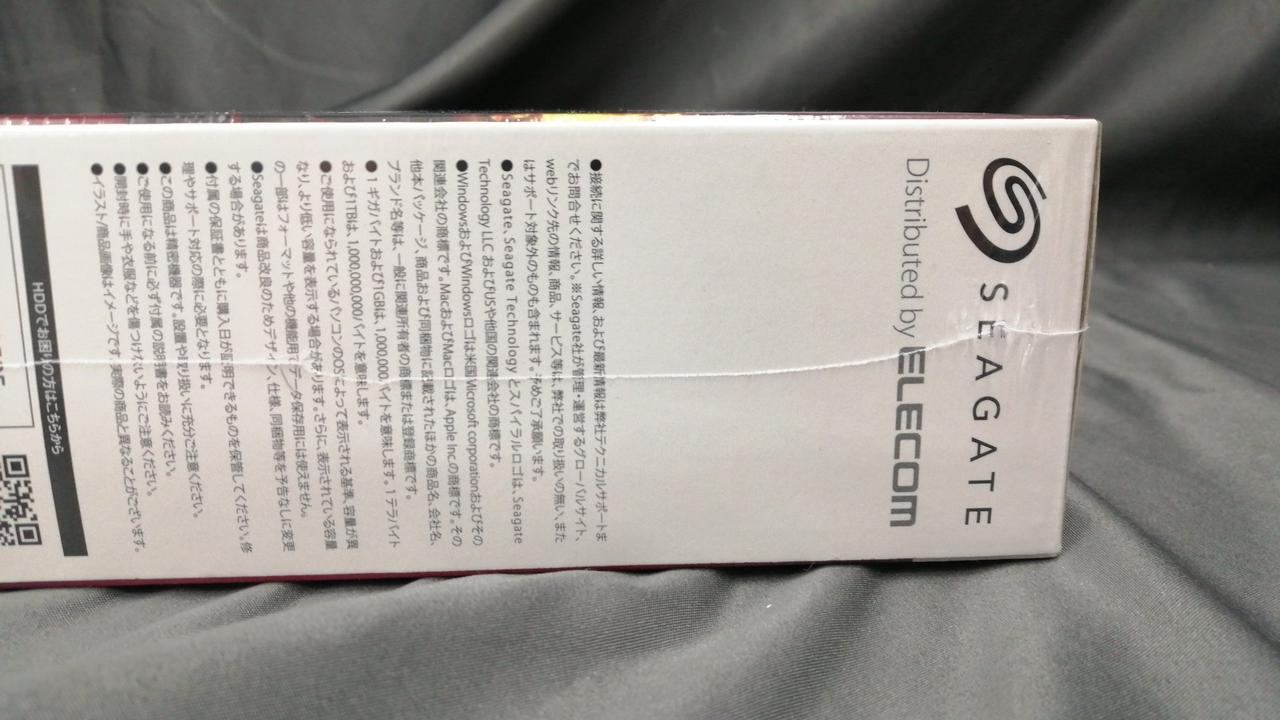 SEAGATE
Distributed by ELECOM
●接続に関する詳しい情報、および最新情報は弊社テクニカルサポートま
でお問合せください。※Seagate社が管理・運営するグローバルサイト、
webリンク先の情報、商品、サービス等は、弊社での取り扱いの無い、また
はサポート対象外のものも含まれます。予めご了承願います。
●Seagate、Seagate Technology とスパイラルロゴは、Seagate
Technology LLC およびUSや他国の関連会社の商標です。
●WindowsおよびWindowsロゴは米国Microsoft corporationおよびその
関連会社の商標です。MacおよびMacロゴは、Apple Inc.の商標です。その
他本パッケージ、商品および同梱物に記載されたほかの商品名、会社名、
ブランド名等は、一般に関連所有者の商標または登録商標です。
●1 ギガバイトおよび1GBは、1,000,000,バイトを意味します。1テラバイト
および1TBは、1,000,000,000,000バイトを意味します。
●ご使用になられているパソコンのOSによって表示される基準、容量が異
なり、より低い容量を表示する場合があります。さらに、表示されている容量
の一部はフォーマットや他の機能用で、データ保存用には使えません。
●Seagateは商品改良のためデザイン、仕様、同梱物等を予告なしに変更
する場合があります。
●付属の保証書とともに購入日が証明できるものを保管してください。修
理やサポート対応の際に必要となります。
●この商品は精密機器です。設置や取り扱いに充分ご注意ください。
●ご使用になる前に必ず付属の説明書をお読みください。
●開封時に手や衣服などを傷つけないようにご注意ください。
●イラスト/商品画像はイメージです。実際の商品と異なることがございます。
HDDでお困りの方はこちらから